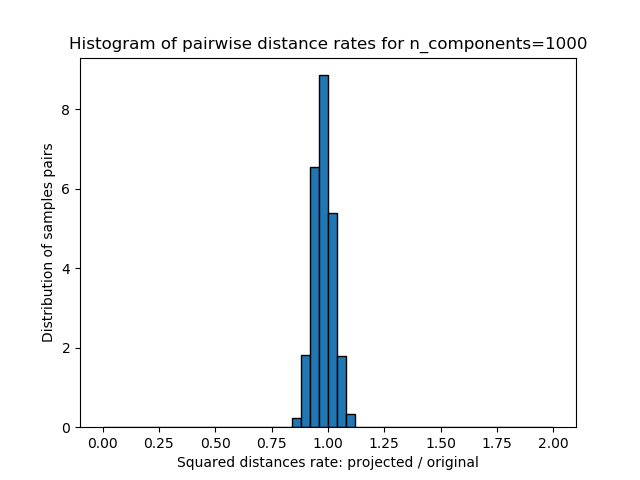 Histogram of pairwise distance rates for n_components=1000
8
6
4
2
0
Distribution of samples pairs
0.00 0.25 0.50 0.75 1.00 1.25 1.50 1.75 2.00
Squared distances rate: projected / original